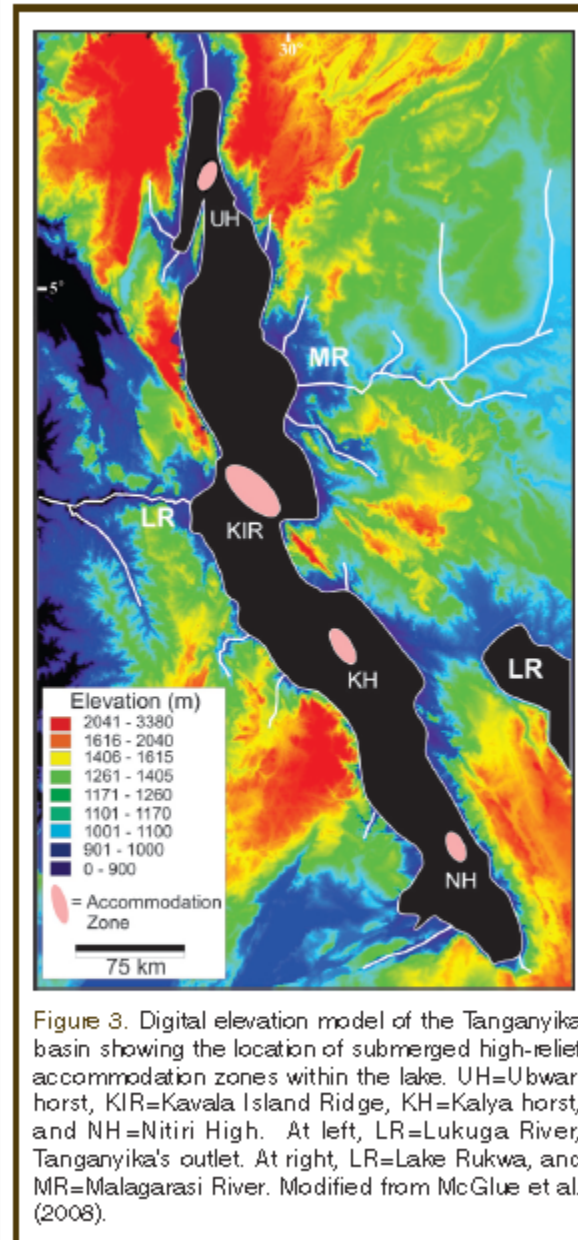 30°
UH
5°
MR
LR
KIR
KH
LR
NH
Elevation (m)
2041 - 3380
1616 - 2040
1406 - 1615
1261 - 1405
1171 - 1260
1101 - 1170
1001 - 1100
901 - 1000
0 - 900
= Accommodation
Zone
75 km
Figure 3. Digital elevation model of the Tanganyika
basin showing the location of submerged high-relief
accommodation zones within the lake. UH=Ubwari
horst, KIR=Kavala Island Ridge, KH=Kalya horst,
and NH=Nitiri High. At left, LR=Lukuga River,
Tanganyika's outlet. At right, LR=Lake Rukwa, and
MR=Malagarasi River. Modified from McGlue et al.
(2008).